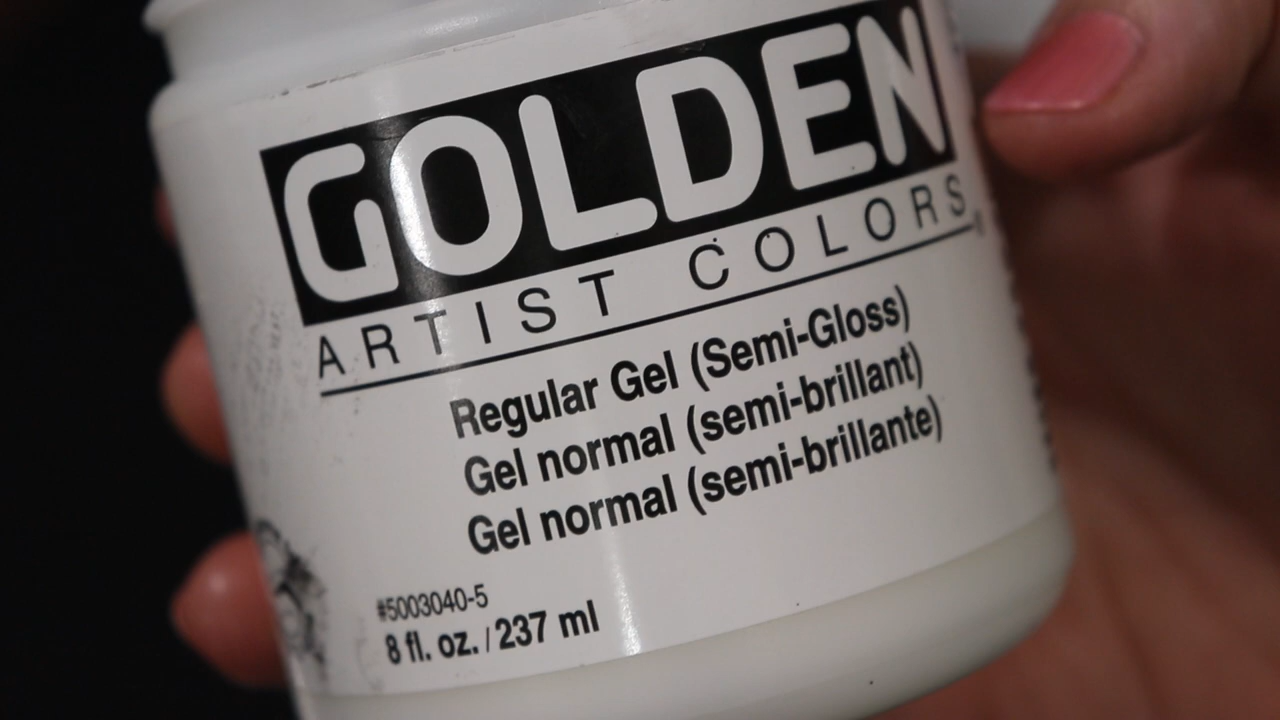 GOLDEN
ARTIST COLORS
Regular Gel (Semi-Gloss)
Gel normal (semi-brillant)
Gel normal (semi-brillante)
#5003040-5
8 fl. oz. / 237 ml